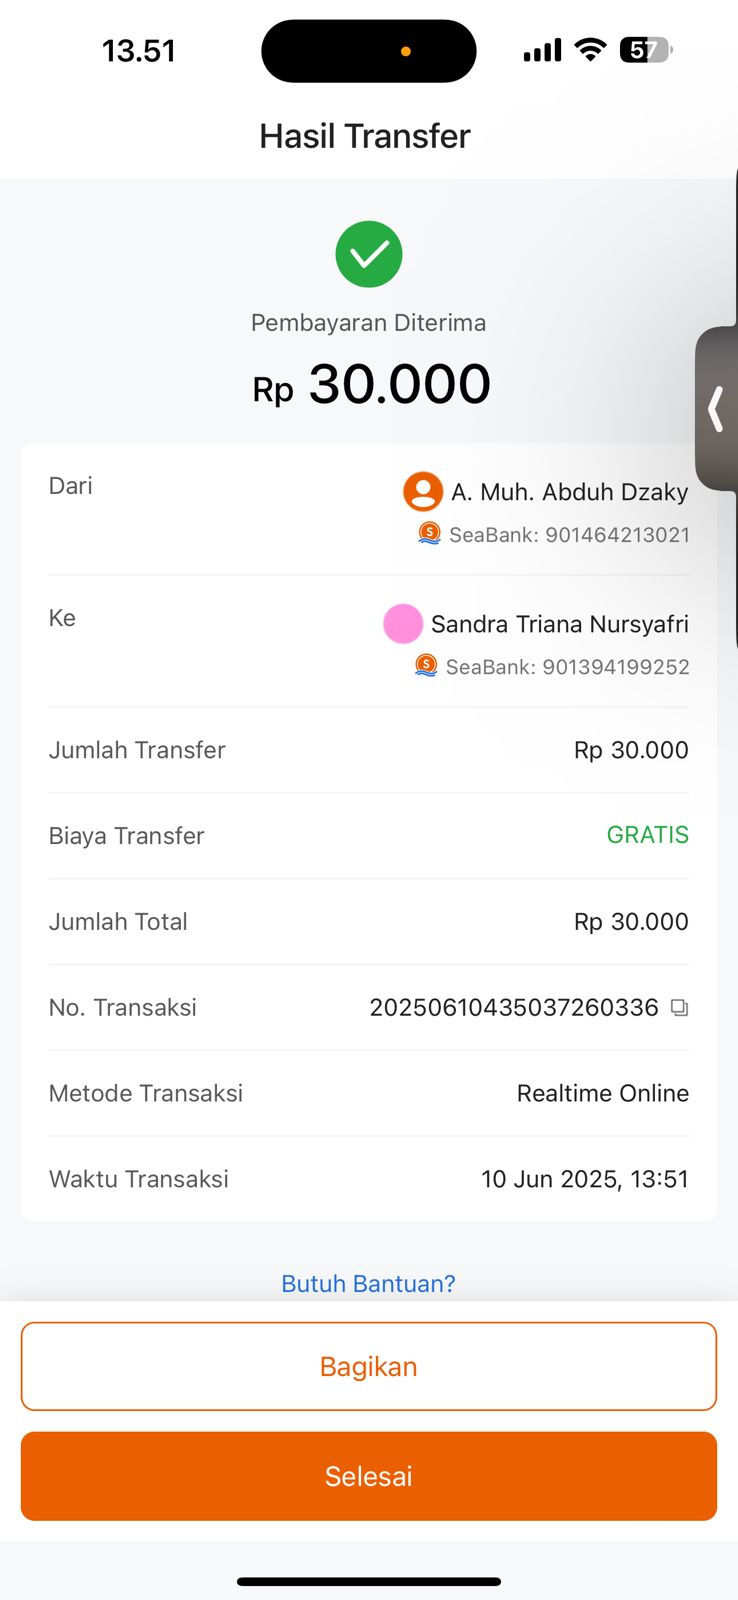 13.51
57
Hasil Transfer
Pembayaran Diterima
Rp 30.000
Dari
A. Muh. Abduh Dzaky
SeaBank: 901464213021
Ke
Sandra Triana Nursyafri
SeaBank: 901394199252
Jumlah Transfer Rp 30.000
Biaya Transfer GRATIS
Jumlah Total Rp 30.000
No. Transaksi 20250610435037260336
Metode Transaksi Realtime Online
Waktu Transaksi 10 Jun 2025, 13:51
Butuh Bantuan?
Bagikan
Selesai